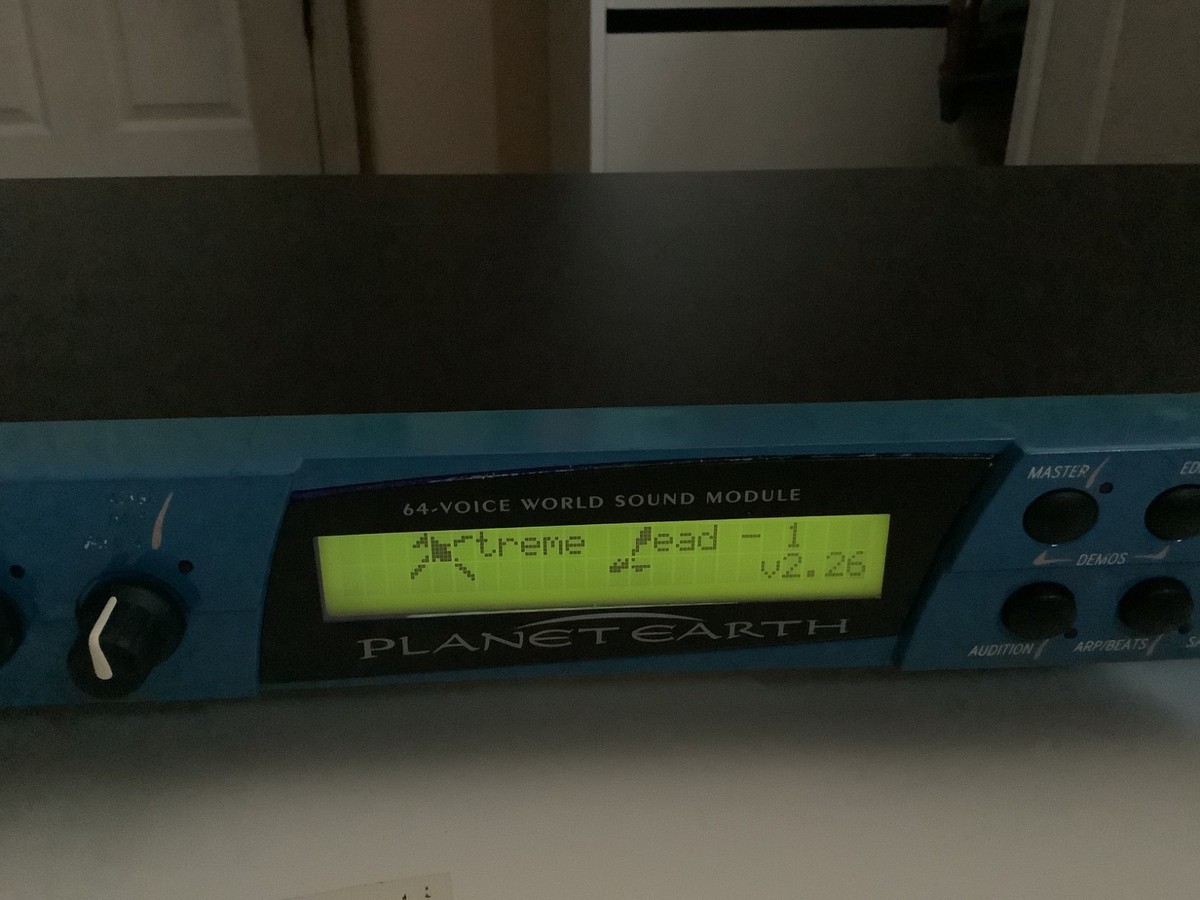 64-VOICE WORLD SOUND MODULE
Xtreme Lead - 1
v2.26
PLANET EARTH
MASTER
DEMOS
AUDITION ARP/BEATS